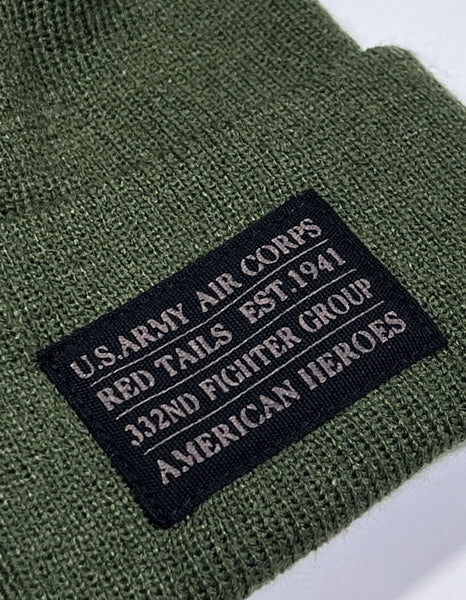 U.S.ARMY AIR CORPS
RED TAILS EST.1941
332ND FIGHTER GROUP
AMERICAN HEROES